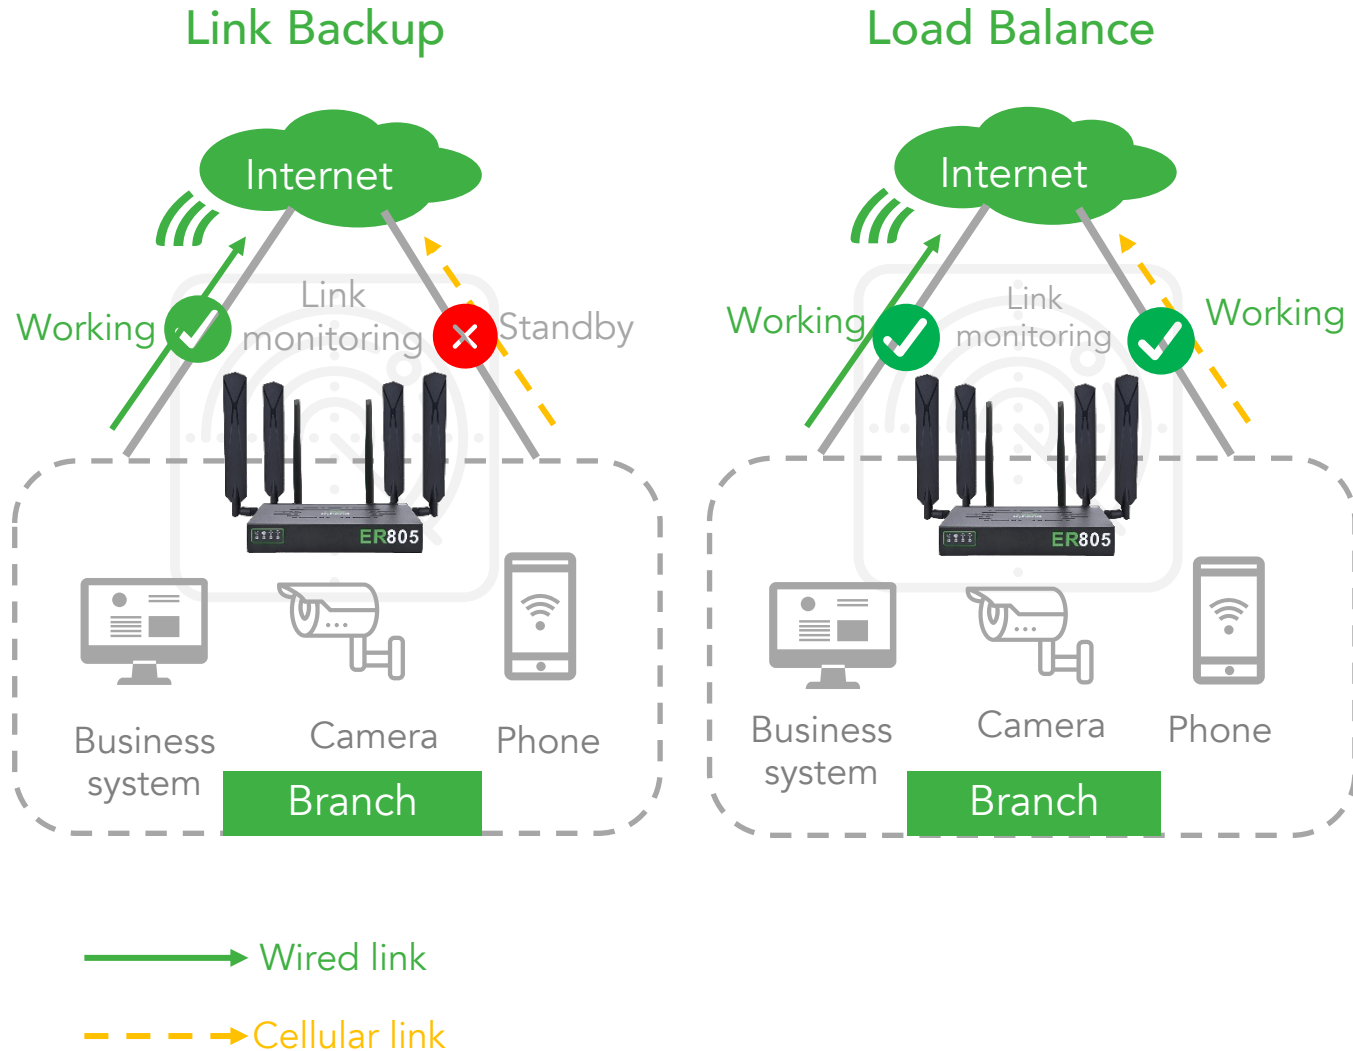 Link Backup
Internet
Link
monitoring
Working
Standby
ER805
Business
system
Camera
Phone
Branch
Load Balance
Internet
Link
monitoring
Working
Working
ER805
Business
system
Camera
Phone
Branch
Wired link
Cellular link